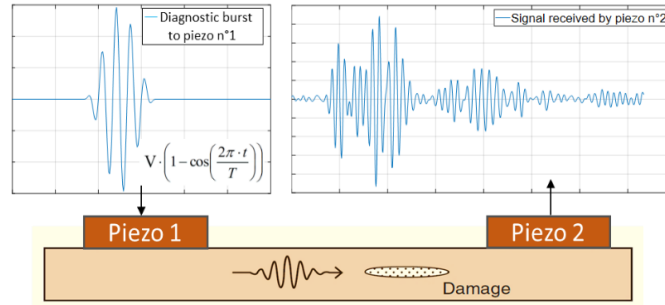 Diagnostic burst
to piezo n°1
V·(1−cos(2π·t/T))
Signal received by piezo n°2
Piezo 1
Piezo 2
Damage